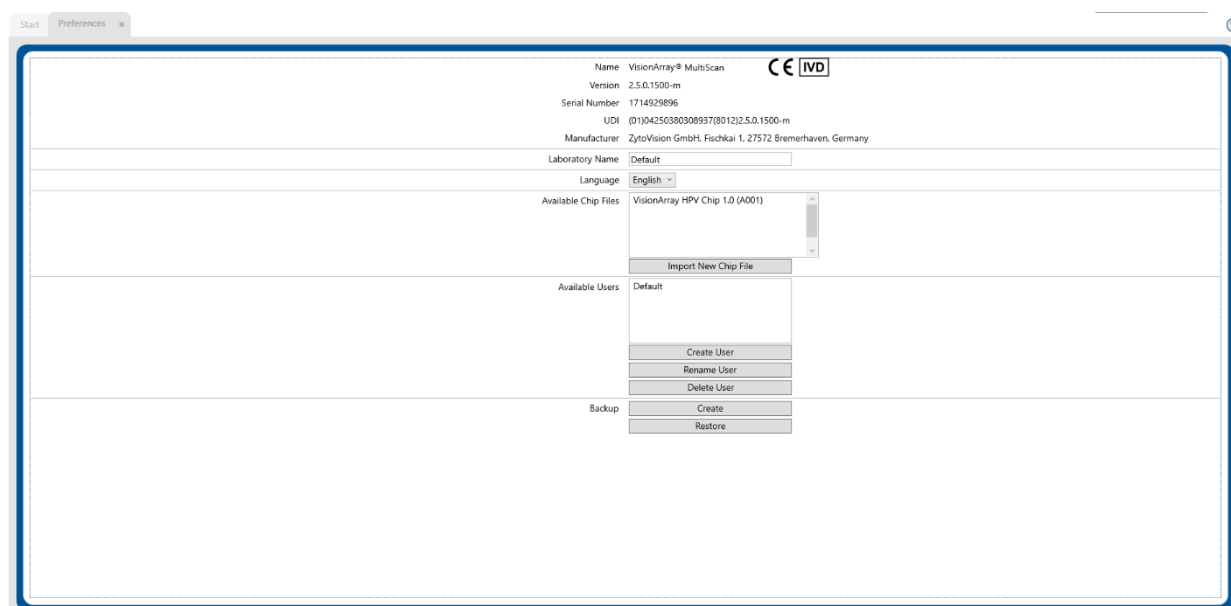 Start Preferences x
Name VisionArray® MultiScan CE IVD
Version 2.5.0.1500-m
Serial Number 1714929896
UDI (01)04250380308937(8012)2.5.0.1500-m
Manufacturer ZytoVision GmbH, Fischkai 1, 27572 Bremerhaven, Germany
Laboratory Name Default
Language English
Available Chip Files VisionArray HPV Chip 1.0 (A001)
Import New Chip File
Available Users Default
Create User
Rename User
Delete User
Backup Create
Restore